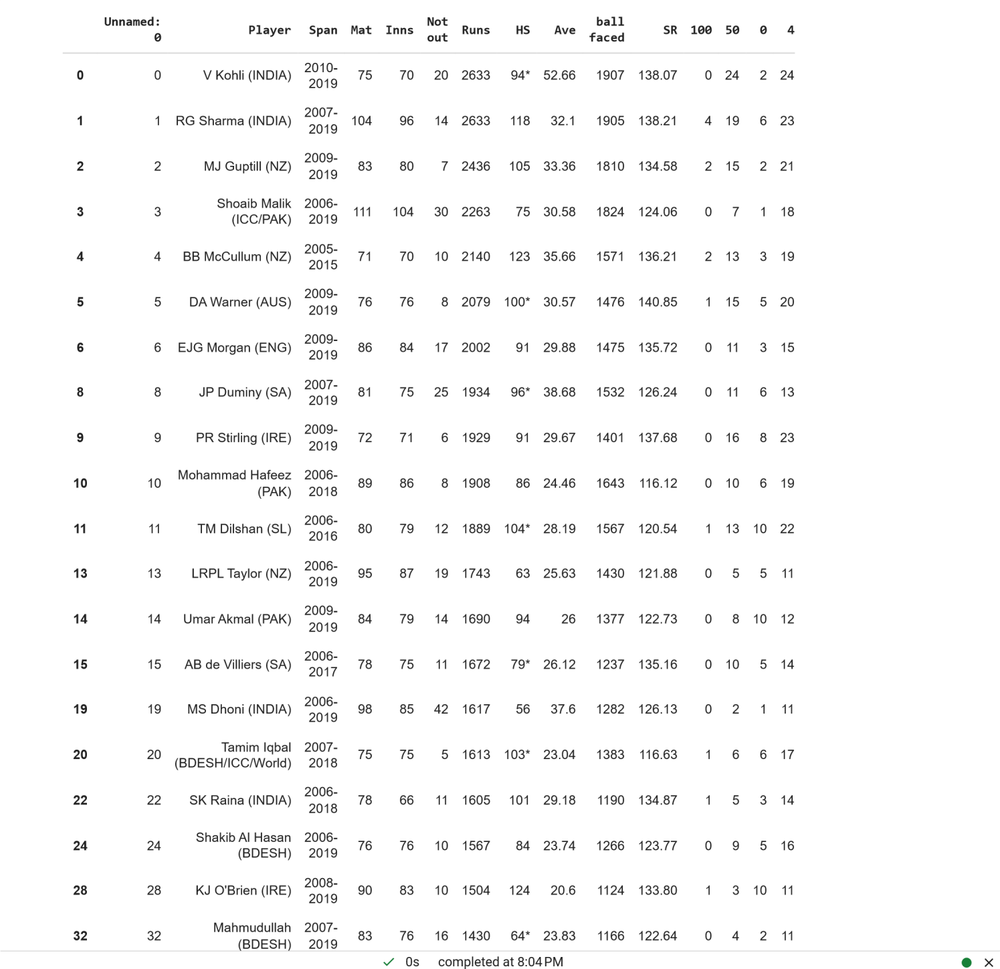 Unnamed: 0 Player Span Mat Inns Not out Runs HS Ave ball faced SR 100 50 0 4
0 0 V Kohli (INDIA) 2010-2019 75 70 20 2633 94* 52.66 1907 138.07 0 24 2 24
1 1 RG Sharma (INDIA) 2007-2019 104 96 14 2633 118 32.1 1905 138.21 4 19 6 23
2 2 MJ Guptill (NZ) 2009-2019 83 80 7 2436 105 33.36 1810 134.58 2 15 2 21
3 3 Shoaib Malik (ICC/PAK) 2006-2019 111 104 30 2263 75 30.58 1824 124.06 0 7 1 18
4 4 BB McCullum (NZ) 2005-2015 71 70 10 2140 123 35.66 1571 136.21 2 13 3 19
5 5 DA Warner (AUS) 2009-2019 76 76 8 2079 100* 30.57 1476 140.85 1 15 5 20
6 6 EJG Morgan (ENG) 2009-2019 86 84 17 2002 91 29.88 1475 135.72 0 11 3 15
8 8 JP Duminy (SA) 2007-2019 81 75 25 1934 96* 38.68 1532 126.24 0 11 6 13
9 9 PR Stirling (IRE) 2009-2019 72 71 6 1929 91 29.67 1401 137.68 0 16 8 23
10 10 Mohammad Hafeez (PAK) 2006-2018 89 86 8 1908 86 24.46 1643 116.12 0 10 6 19
11 11 TM Dilshan (SL) 2006-2016 80 79 12 1889 104* 28.19 1567 120.54 1 13 10 22
13 13 LRPL Taylor (NZ) 2006-2019 95 87 19 1743 63 25.63 1430 121.88 0 5 5 11
14 14 Umar Akmal (PAK) 2009-2019 84 79 14 1690 94 26 1377 122.73 0 8 10 12
15 15 AB de Villiers (SA) 2006-2017 78 75 11 1672 79* 26.12 1237 135.16 0 10 5 14
19 19 MS Dhoni (INDIA) 2006-2019 98 85 42 1617 56 37.6 1282 126.13 0 2 1 11
20 20 Tamim Iqbal (BDESH/ICC/World) 2007-2018 75 75 5 1613 103* 23.04 1383 116.63 1 6 6 17
22 22 SK Raina (INDIA) 2006-2018 78 66 11 1605 101 29.18 1190 134.87 1 5 3 14
24 24 Shakib Al Hasan (BDESH) 2006-2019 76 76 10 1567 84 23.74 1266 123.77 0 9 5 16
28 28 KJ O'Brien (IRE) 2008-2019 90 83 10 1504 124 20.6 1124 133.80 1 3 10 11
32 32 Mahmudullah (BDESH) 2007-2019 83 76 16 1430 64* 23.83 1166 122.64 0 4 2 11
0s completed at 8:04 PM